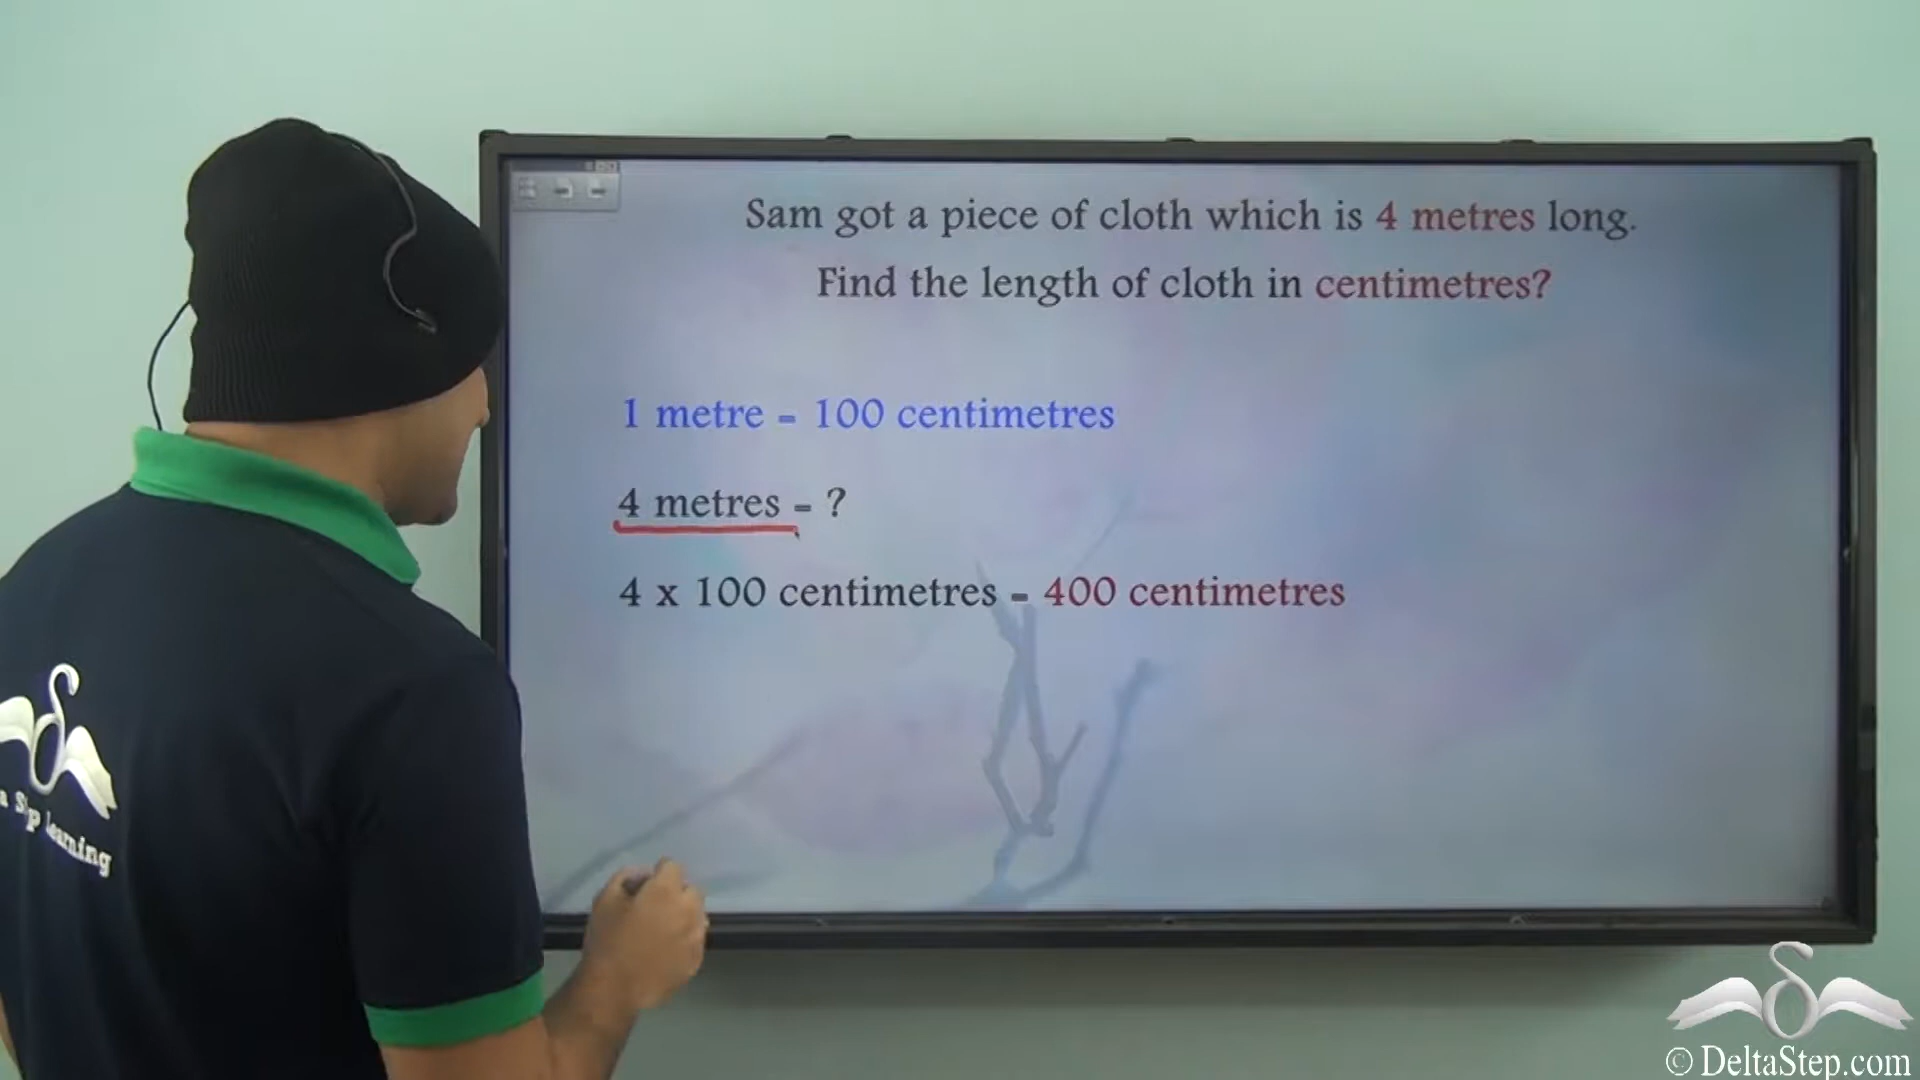 Sam got a piece of cloth which is 4 metres long.
Find the length of cloth in centimetres?
1 metre = 100 centimetres
4 metres = ?
4 x 100 centimetres = 400 centimetres
Learning
© DeltaStep.com